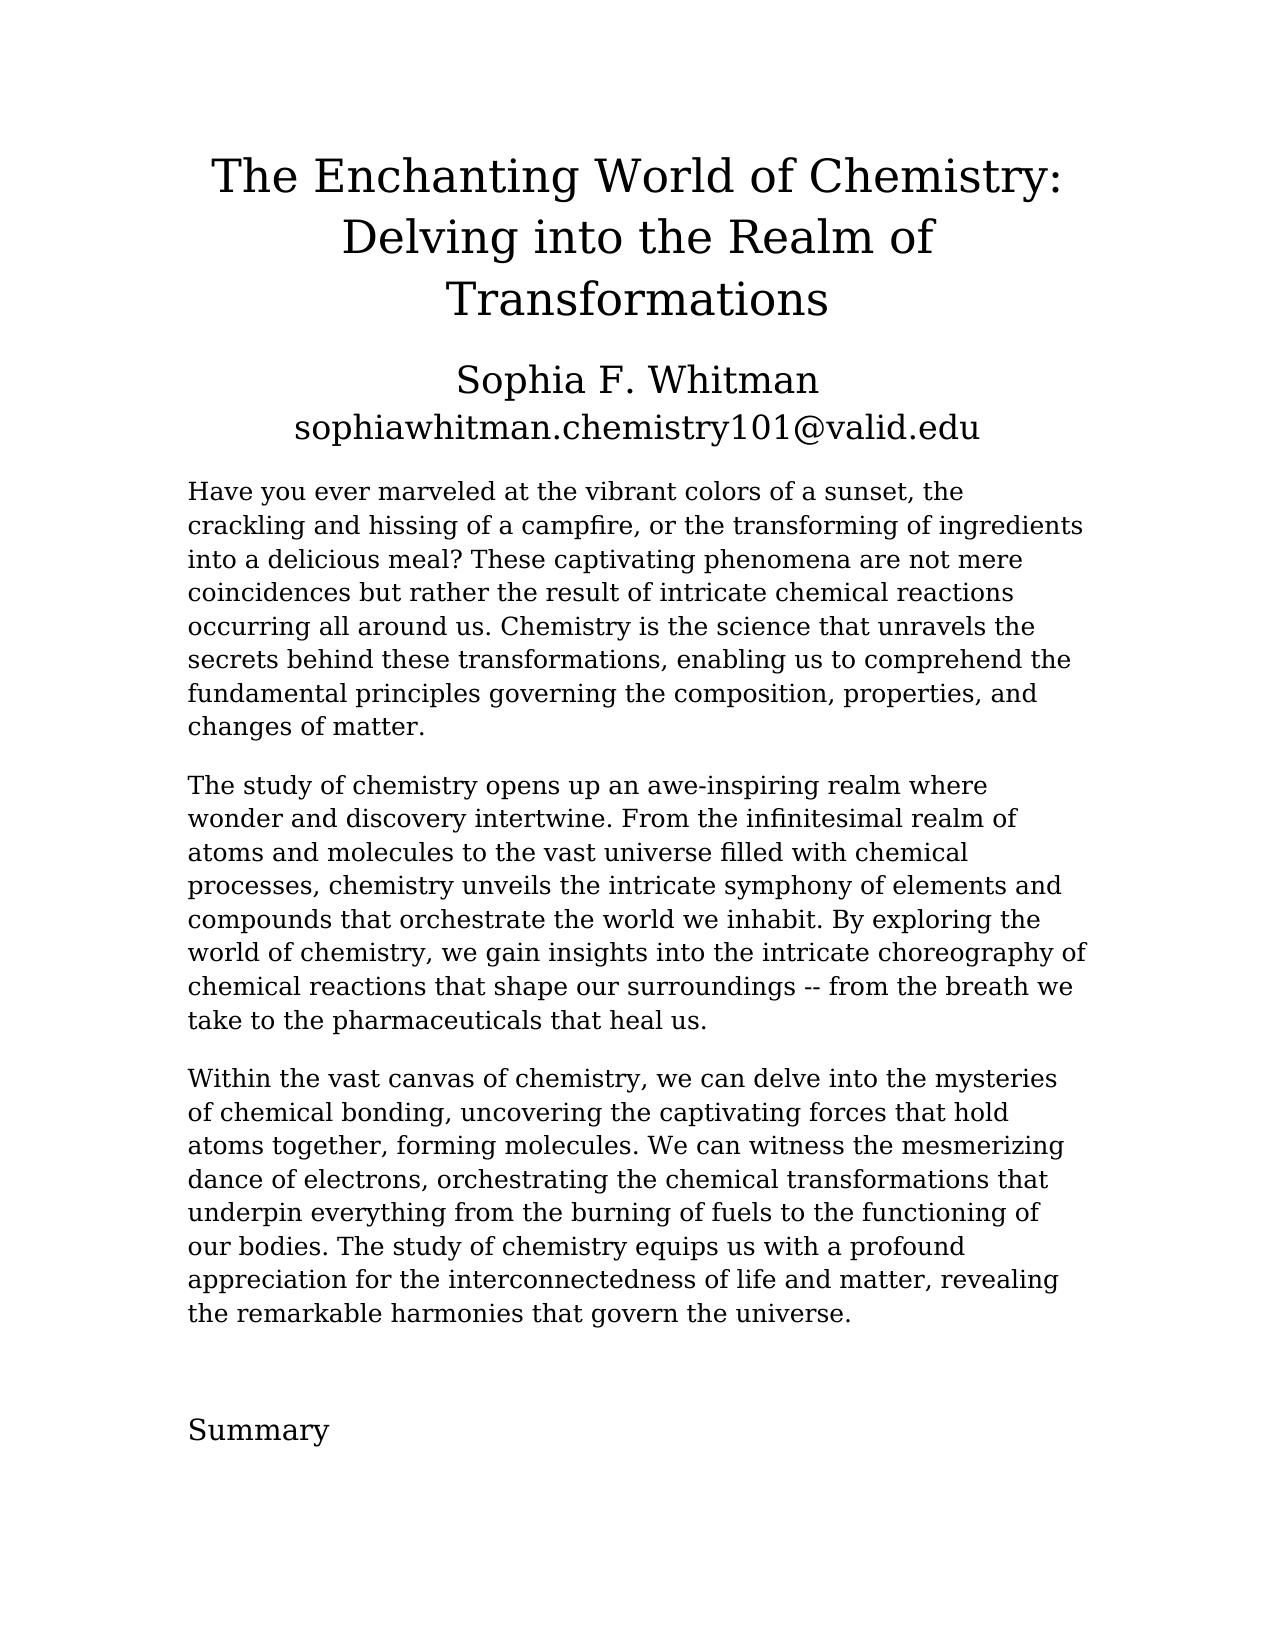 The Enchanting World of Chemistry:
Delving into the Realm of
Transformations
Sophia F. Whitman
sophiawhitman.chemistry101@valid.edu
Have you ever marveled at the vibrant colors of a sunset, the
crackling and hissing of a campfire, or the transforming of ingredients
into a delicious meal? These captivating phenomena are not mere
coincidences but rather the result of intricate chemical reactions
occurring all around us. Chemistry is the science that unravels the
secrets behind these transformations, enabling us to comprehend the
fundamental principles governing the composition, properties, and
changes of matter.
The study of chemistry opens up an awe-inspiring realm where
wonder and discovery intertwine. From the infinitesimal realm of
atoms and molecules to the vast universe filled with chemical
processes, chemistry unveils the intricate symphony of elements and
compounds that orchestrate the world we inhabit. By exploring the
world of chemistry, we gain insights into the intricate choreography of
chemical reactions that shape our surroundings -- from the breath we
take to the pharmaceuticals that heal us.
Within the vast canvas of chemistry, we can delve into the mysteries
of chemical bonding, uncovering the captivating forces that hold
atoms together, forming molecules. We can witness the mesmerizing
dance of electrons, orchestrating the chemical transformations that
underpin everything from the burning of fuels to the functioning of
our bodies. The study of chemistry equips us with a profound
appreciation for the interconnectedness of life and matter, revealing
the remarkable harmonies that govern the universe.
Summary